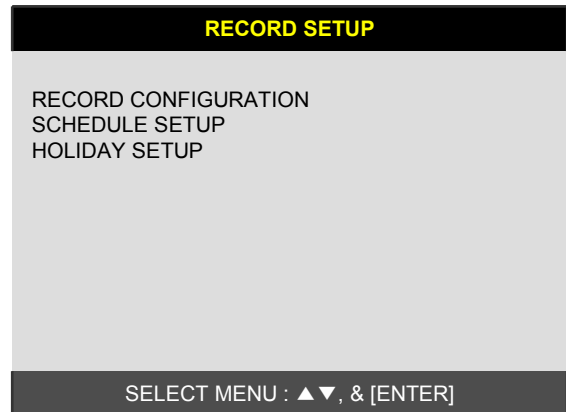 RECORD SETUP
RECORD CONFIGURATION
SCHEDULE SETUP
HOLIDAY SETUP
SELECT MENU : ▲▼, & [ENTER]